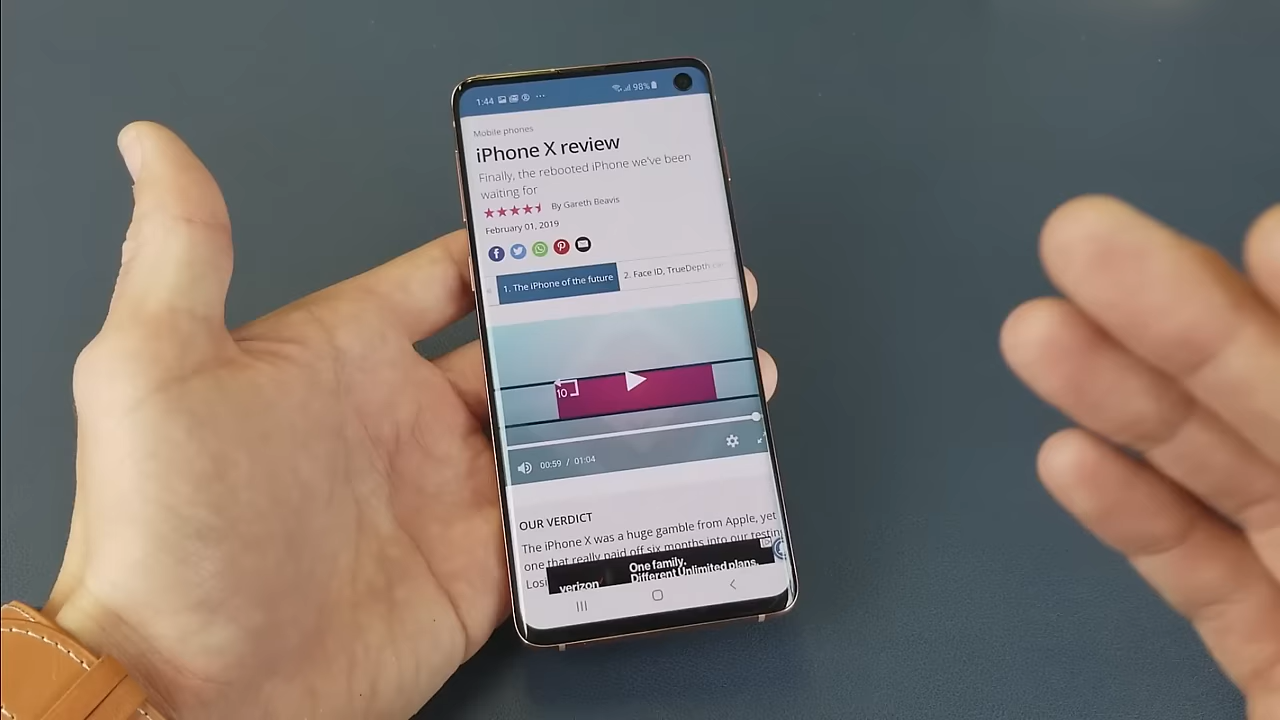 1:44 98%
Mobile phones
iPhone X review
Finally, the rebooted iPhone we've been
waiting for
By Gareth Beavis
February 01, 2019
1. The iPhone of the future 2. Face ID, TrueDepth
10
00:59 / 01:04
OUR VERDICT
The iPhone X was a huge gamble from Apple, yet
one that really paid off six months into our testin
Losi
verizon
One family.
Different Unlimited plans.